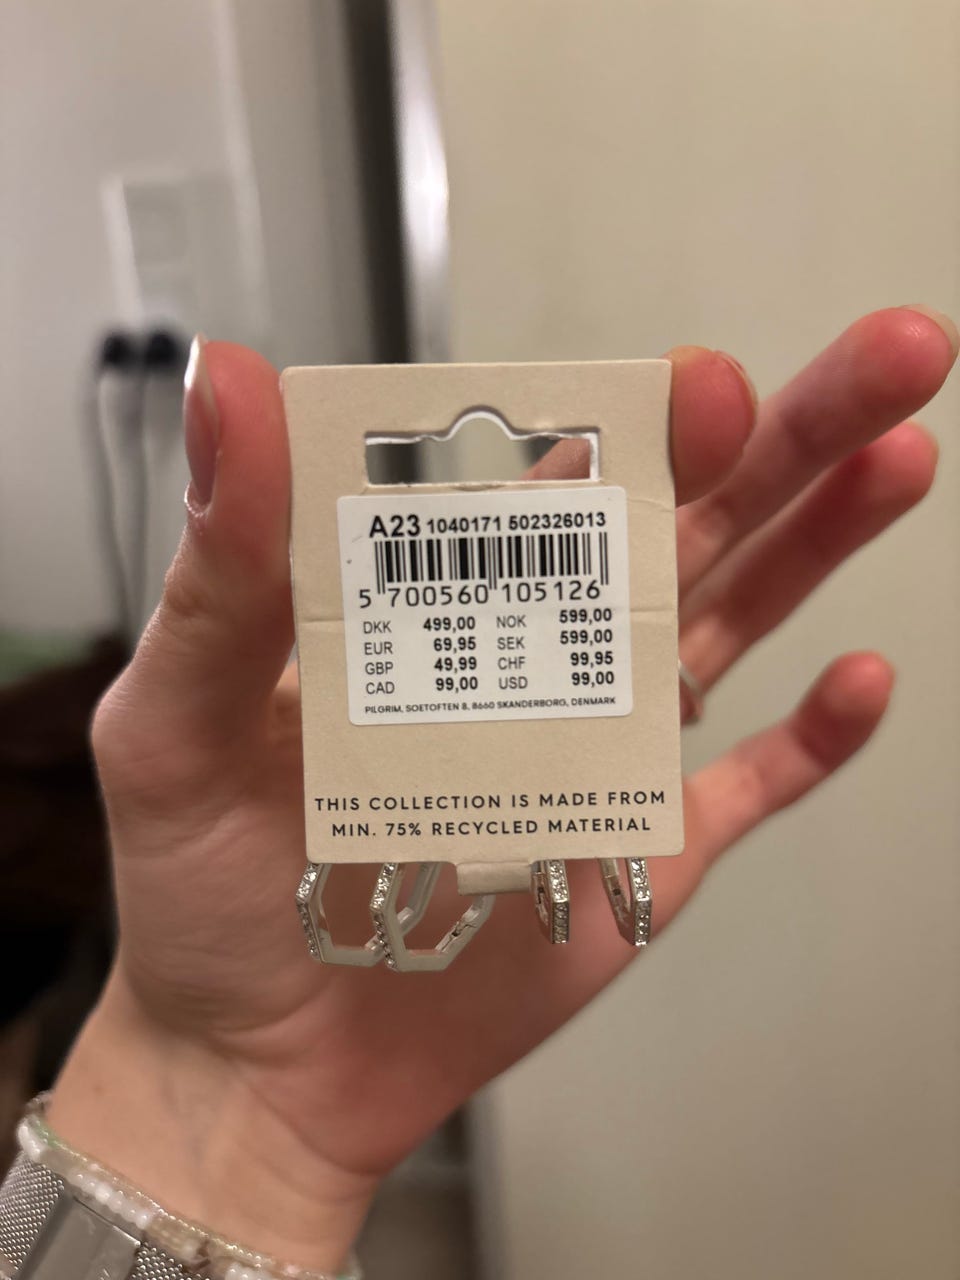 A23 1040171 502326013
5 700560 105126
DKK 499,00 NOK 599,00
EUR 69,95 SEK 599,00
GBP 49,99 CHF 99,95
CAD 99,00 USD 99,00
PILGRIM, SOETOFTEN 8, 8660 SKANDERBORG, DENMARK
THIS COLLECTION IS MADE FROM
MIN. 75% RECYCLED MATERIAL